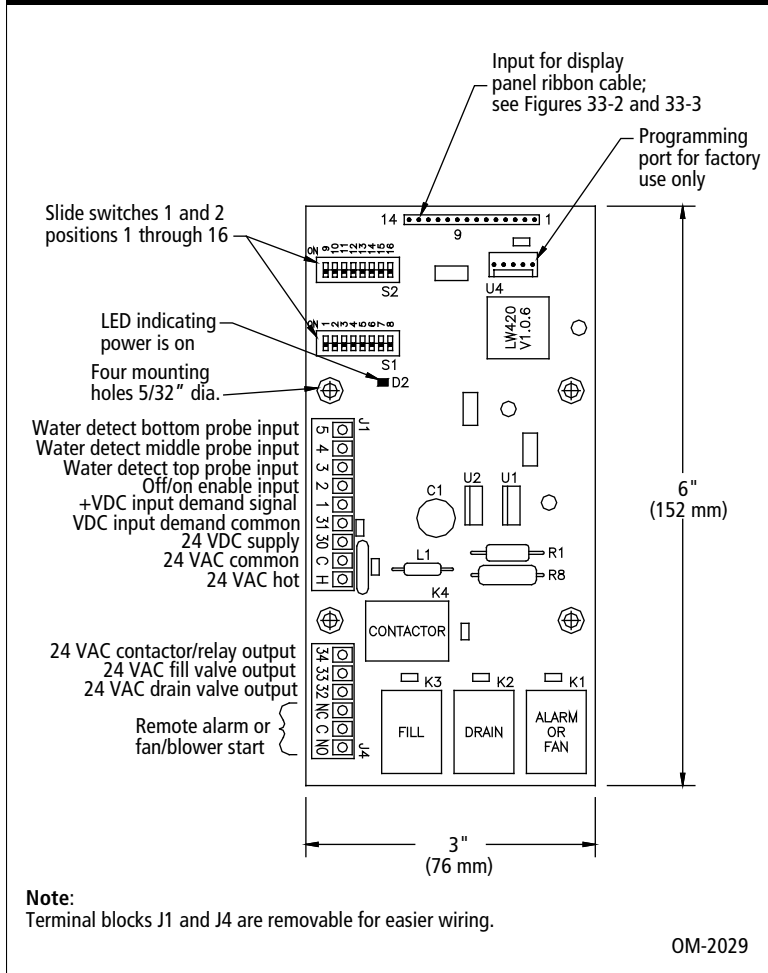 Input for display
panel ribbon cable;
see Figures 33-2 and 33-3
Programming
port for factory
use only
Slide switches 1 and 2
positions 1 through 16
14
1
9
ON 9 10 11 12 13 14 15 16
S2
U4
LW420
V1.0.6
LED indicating
power is on
ON 1 2 3 4 5 6 7 8
S1
D2
Four mounting
holes 5/32" dia.
J1
Water detect bottom probe input 5
Water detect middle probe input 4
Water detect top probe input 3
Off/on enable input 2
+VDC input demand signal 1
VDC input demand common 31
24 VDC supply 30
24 VAC common C
24 VAC hot H
C1
U2
U1
L1
R1
R8
6"
(152 mm)
K4
CONTACTOR
24 VAC contactor/relay output 34
24 VAC fill valve output 33
24 VAC drain valve output 32
Remote alarm or
fan/blower start
NC
C
NO
J4
K3
FILL
K2
DRAIN
K1
ALARM
OR
FAN
3"
(76 mm)
Note:
Terminal blocks J1 and J4 are removable for easier wiring.
OM-2029